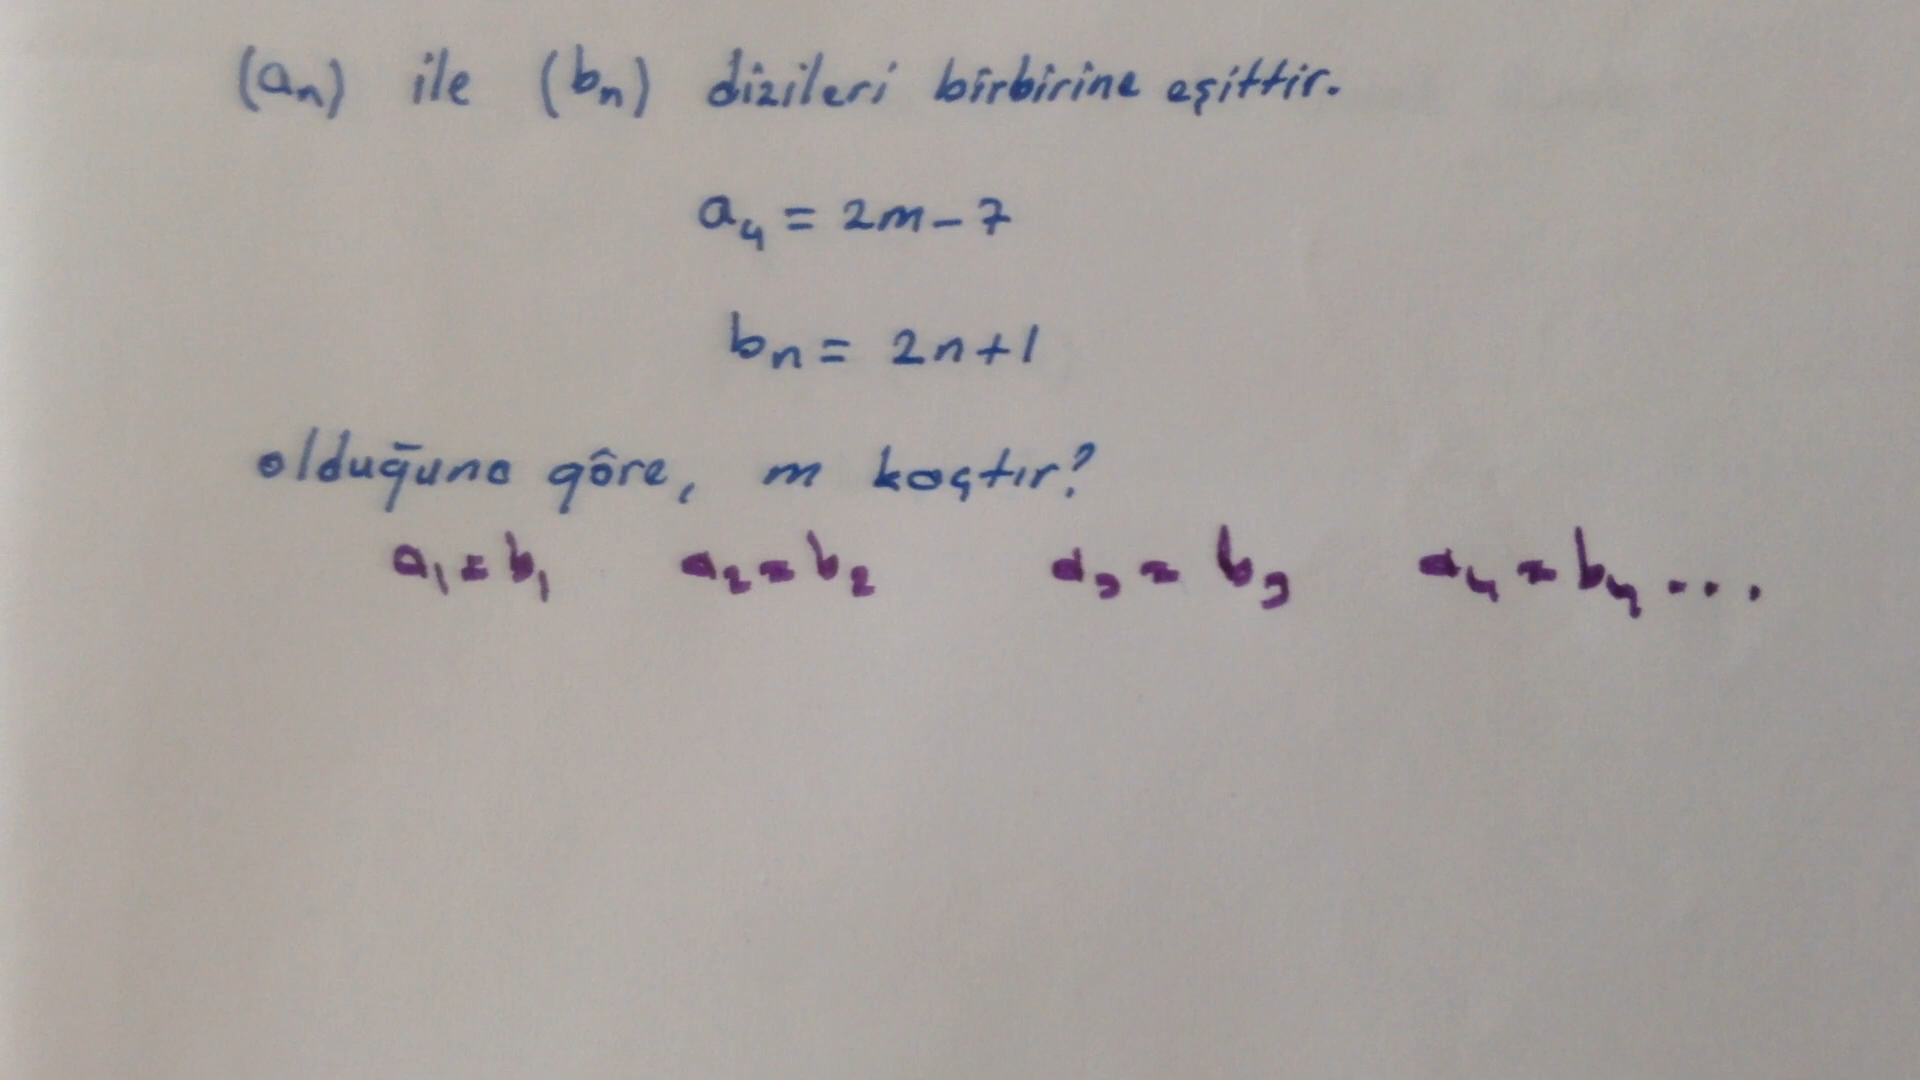 (aₙ) ile (bₙ) dizileri birbirine eşittir.
a₄ = 2m - 7
bₙ = 2n+1
olduğuna göre, m kaçtır?
a₁ = b₁ a₂ = b₂ a₃ = b₃ a₄ = b₄ ...